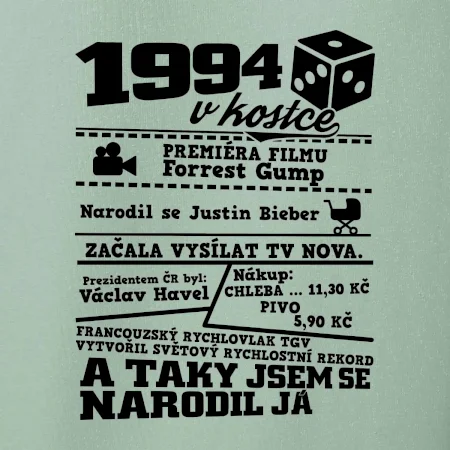 1994
v kostce
PREMIÉRA FILMU
Forrest Gump
Narodil se Justin Bieber
ZAČALA VYSÍLAT TV NOVA.
Prezidentem ČR byl:
Václav Havel
Nákup:
CHLEBA ... 11,30 KČ
PIVO
5,90 KČ
FRANCOUZSKÝ RYCHLOVLAK TGV
VYTVOŘIL SVĚTOVÝ RYCHLOSTNÍ REKORD
A TAKY JSEM SE
NARODIL JÁ